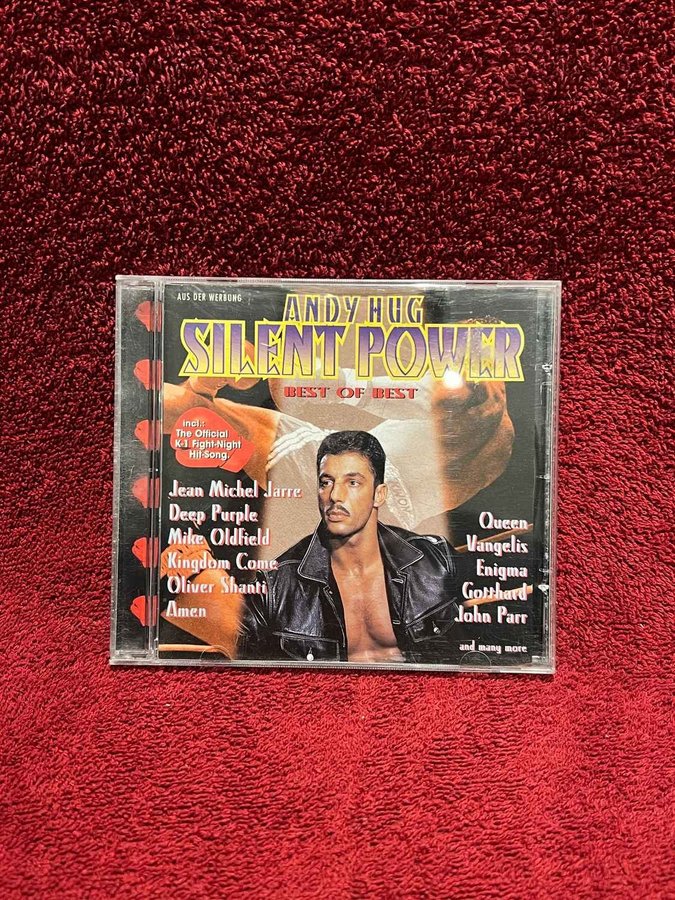 AUS DER WERBUNG
ANDY HUG
SILENT POWER
BEST OF BEST
incl.:
The Official
K-1 Fight-Night
Hit-Song.
Jean Michel Jarre
Deep Purple
Mike Oldfield
Kingdom Come
Oliver Shanti
Amen
Queen
Vangelis
Enigma
Gotthard
John Parr
and many more